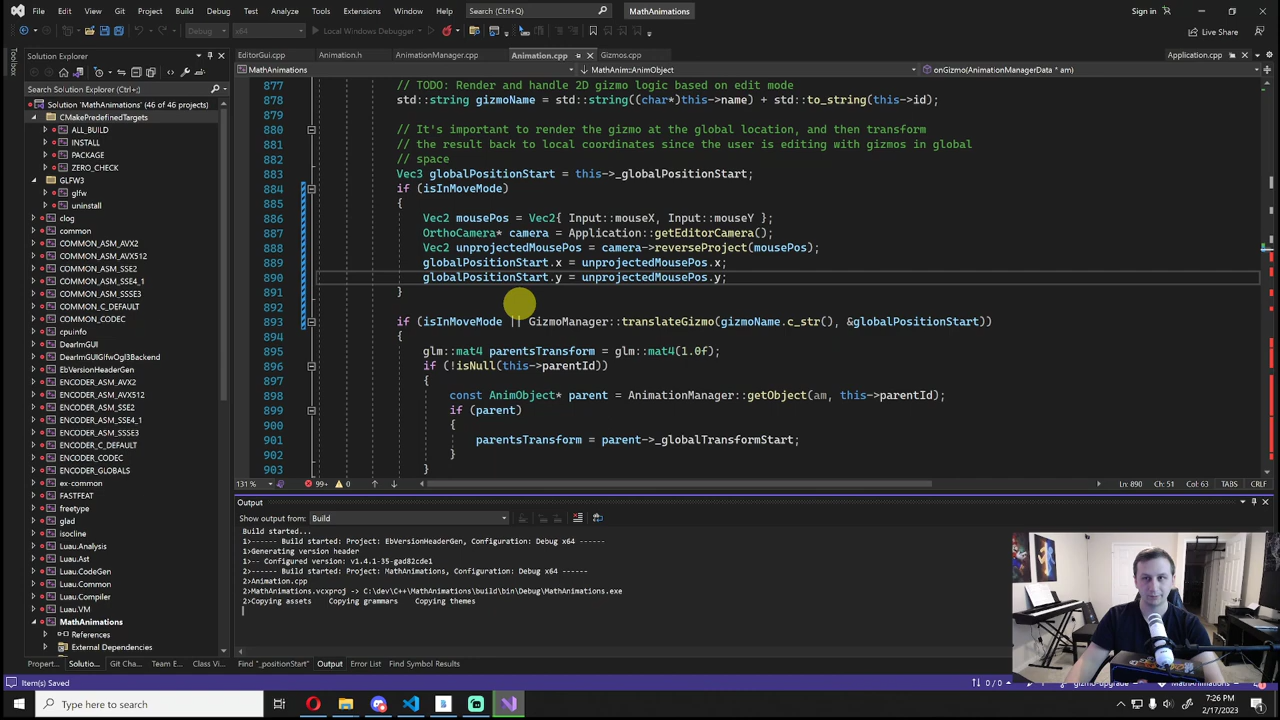 File Edit View Git Project Build Debug Test Analyze Tools Extensions Window Help Search (Ctrl+Q) MathAnimations Sign in
Debug x64 Local Windows Debugger Live Share
Toolbox
Solution Explorer
Search Solution Explorer (Ctrl+;)
Solution 'MathAnimations' (46 of 46 projects)
CMakePredefinedTargets
ALL_BUILD
INSTALL
PACKAGE
ZERO_CHECK
GLFW3
glfw
uninstall
clog
common
COMMON_ASM_AVX2
COMMON_ASM_AVX512
COMMON_ASM_SSE2
COMMON_ASM_SSE4_1
COMMON_ASM_SSSE3
COMMON_C_DEFAULT
COMMON_CODEC
cpuinfo
DearImGUI
DearImGUIGlfwOgl3Backend
EbVersionHeaderGen
ENCODER_ASM_AVX2
ENCODER_ASM_AVX512
ENCODER_ASM_SSE2
ENCODER_ASM_SSE4_1
ENCODER_ASM_SSSE3
ENCODER_C_DEFAULT
ENCODER_CODEC
ENCODER_GLOBALS
ex-common
FASTFEAT
freetype
glad
isocline
Luau.Analysis
Luau.Ast
Luau.CodeGen
Luau.Common
Luau.Compiler
Luau.VM
MathAnimations
References
External Dependencies
Propert... Solutio... Git Cha... Team E... Class Vi...
EditorGui.cpp Animation.h AnimationManager.cpp Animation.cpp Gizmos.cpp Application.cpp
MathAnimations MathAnim::AnimObject onGizmo(AnimationManagerData * am)
877 // TODO: Render and handle 2D gizmo logic based on edit mode
878 std::string gizmoName = std::string((char*)this->name) + std::to_string(this->id);
879
880 // It's important to render the gizmo at the global location, and then transform
881 // the result back to local coordinates since the user is editing with gizmos in global
882 // space
883 Vec3 globalPositionStart = this->_globalPositionStart;
884 if (isInMoveMode)
885 {
886 Vec2 mousePos = Vec2{ Input::mouseX, Input::mouseY };
887 OrthoCamera* camera = Application::getEditorCamera();
888 Vec2 unprojectedMousePos = camera->reverseProject(mousePos);
889 globalPositionStart.x = unprojectedMousePos.x;
890 globalPositionStart.y = unprojectedMousePos.y;
891 }
892
893 if (isInMoveMode || GizmoManager::translateGizmo(gizmoName.c_str(), &globalPositionStart))
894 {
895 glm::mat4 parentsTransform = glm::mat4(1.0f);
896 if (!isNull(this->parentId))
897 {
898 const AnimObject* parent = AnimationManager::getObject(am, this->parentId);
899 if (parent)
900 {
901 parentsTransform = parent->_globalTransformStart;
902 }
903 }
131 % 99+ 0 Ln: 890 Ch: 51 Col: 63 TABS CRLF
Output
Show output from: Build
Build started...
1>------ Build started: Project: EbVersionHeaderGen, Configuration: Debug x64 ------
1>Generating version header
1>-- Configured version: v1.4.1-35-gad82cde1
2>------ Build started: Project: MathAnimations, Configuration: Debug x64 ------
2>Animation.cpp
2>MathAnimations.vcxproj -> C:\dev\C++\MathAnimations\build\bin\Debug\MathAnimations.exe
2>Copying assets Copying grammars Copying themes
Find "_positionStart" Output Error List Find Symbol Results
Item(s) Saved 0 / 0 gizmo-upgrade MathAnimations
Type here to search
7:26 PM
2/17/2023